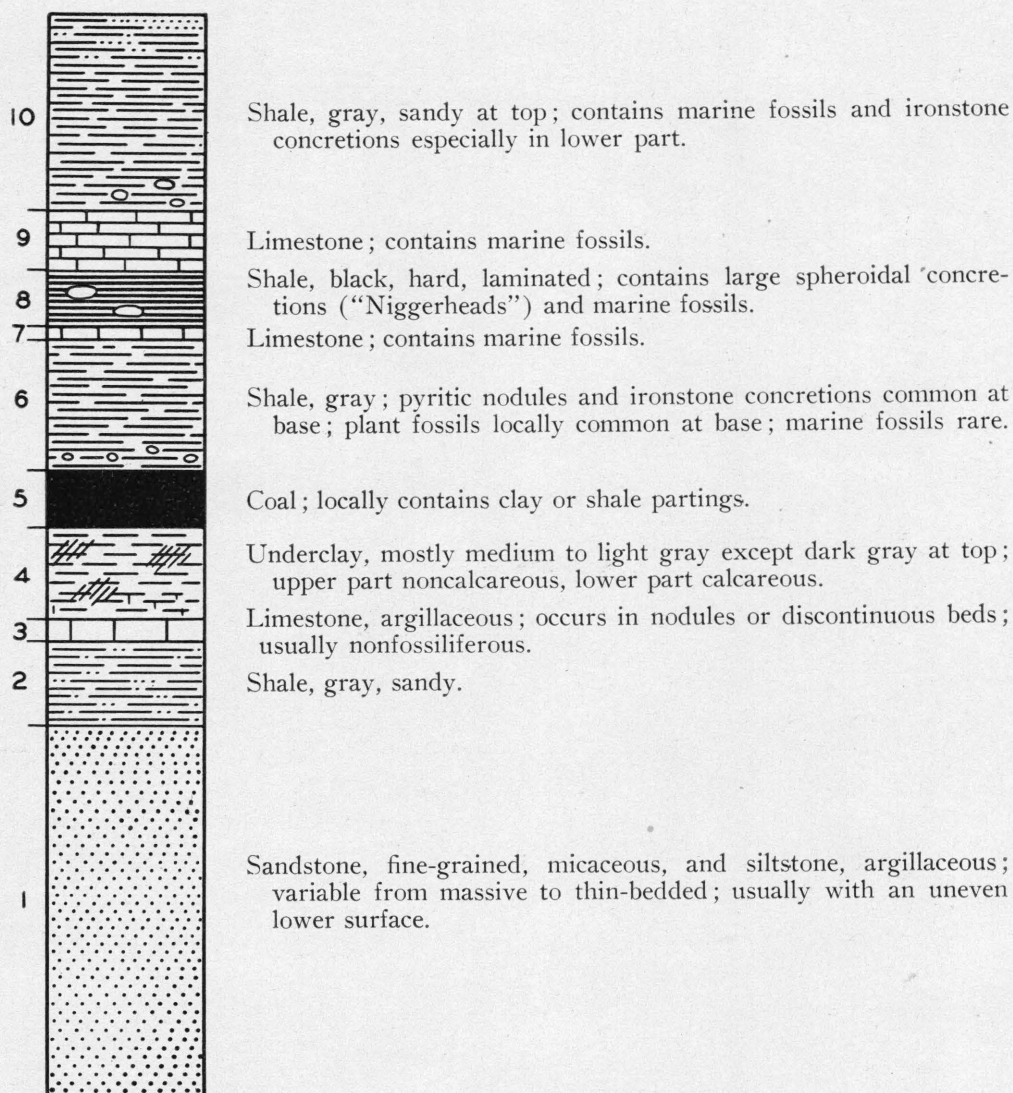 10
Shale, gray, sandy at top; contains marine fossils and ironstone
concretions especially in lower part.
9
Limestone; contains marine fossils.
8
Shale, black, hard, laminated; contains large spheroidal concre-
tions (“Niggerheads”) and marine fossils.
7
Limestone; contains marine fossils.
6
Shale, gray; pyritic nodules and ironstone concretions common at
base; plant fossils locally common at base; marine fossils rare.
5
Coal; locally contains clay or shale partings.
4
Underclay, mostly medium to light gray except dark gray at top;
upper part noncalcareous, lower part calcareous.
3
Limestone, argillaceous; occurs in nodules or discontinuous beds;
usually nonfossiliferous.
2
Shale, gray, sandy.
1
Sandstone, fine-grained, micaceous, and siltstone, argillaceous;
variable from massive to thin-bedded; usually with an uneven
lower surface.